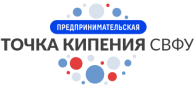 ПРЕДПРИНИМАТЕЛЬСКАЯ
ТОЧКА КИПЕНИЯ СВФУ